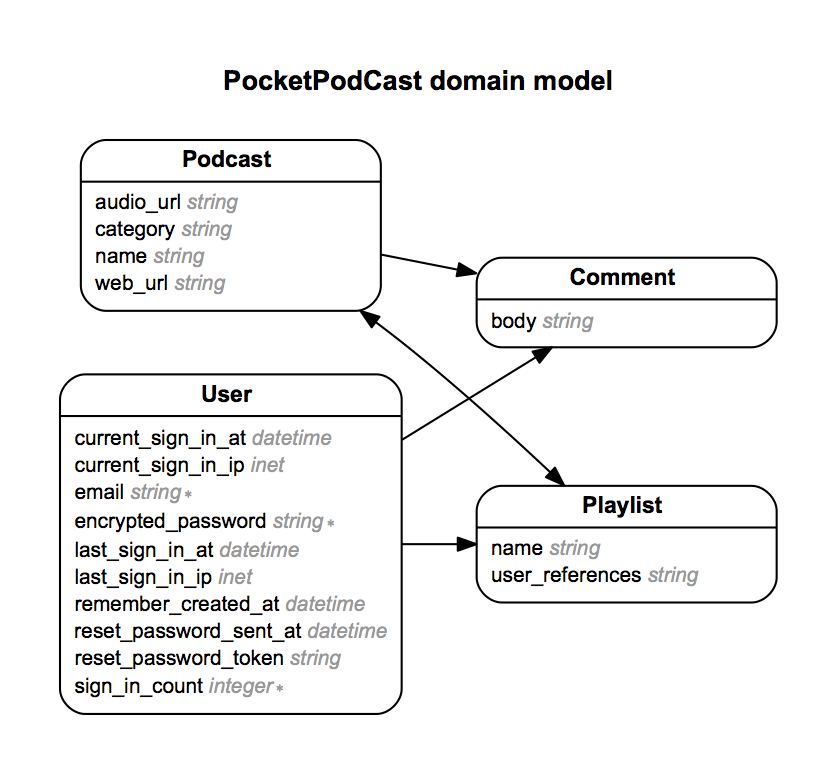 PocketPodCast domain model
Podcast
audio_url string
category string
name string
web_url string
Comment
body string
User
current_sign_in_at datetime
current_sign_in_ip inet
email string *
encrypted_password string *
last_sign_in_at datetime
last_sign_in_ip inet
remember_created_at datetime
reset_password_sent_at datetime
reset_password_token string
sign_in_count integer *
Playlist
name string
user_references string